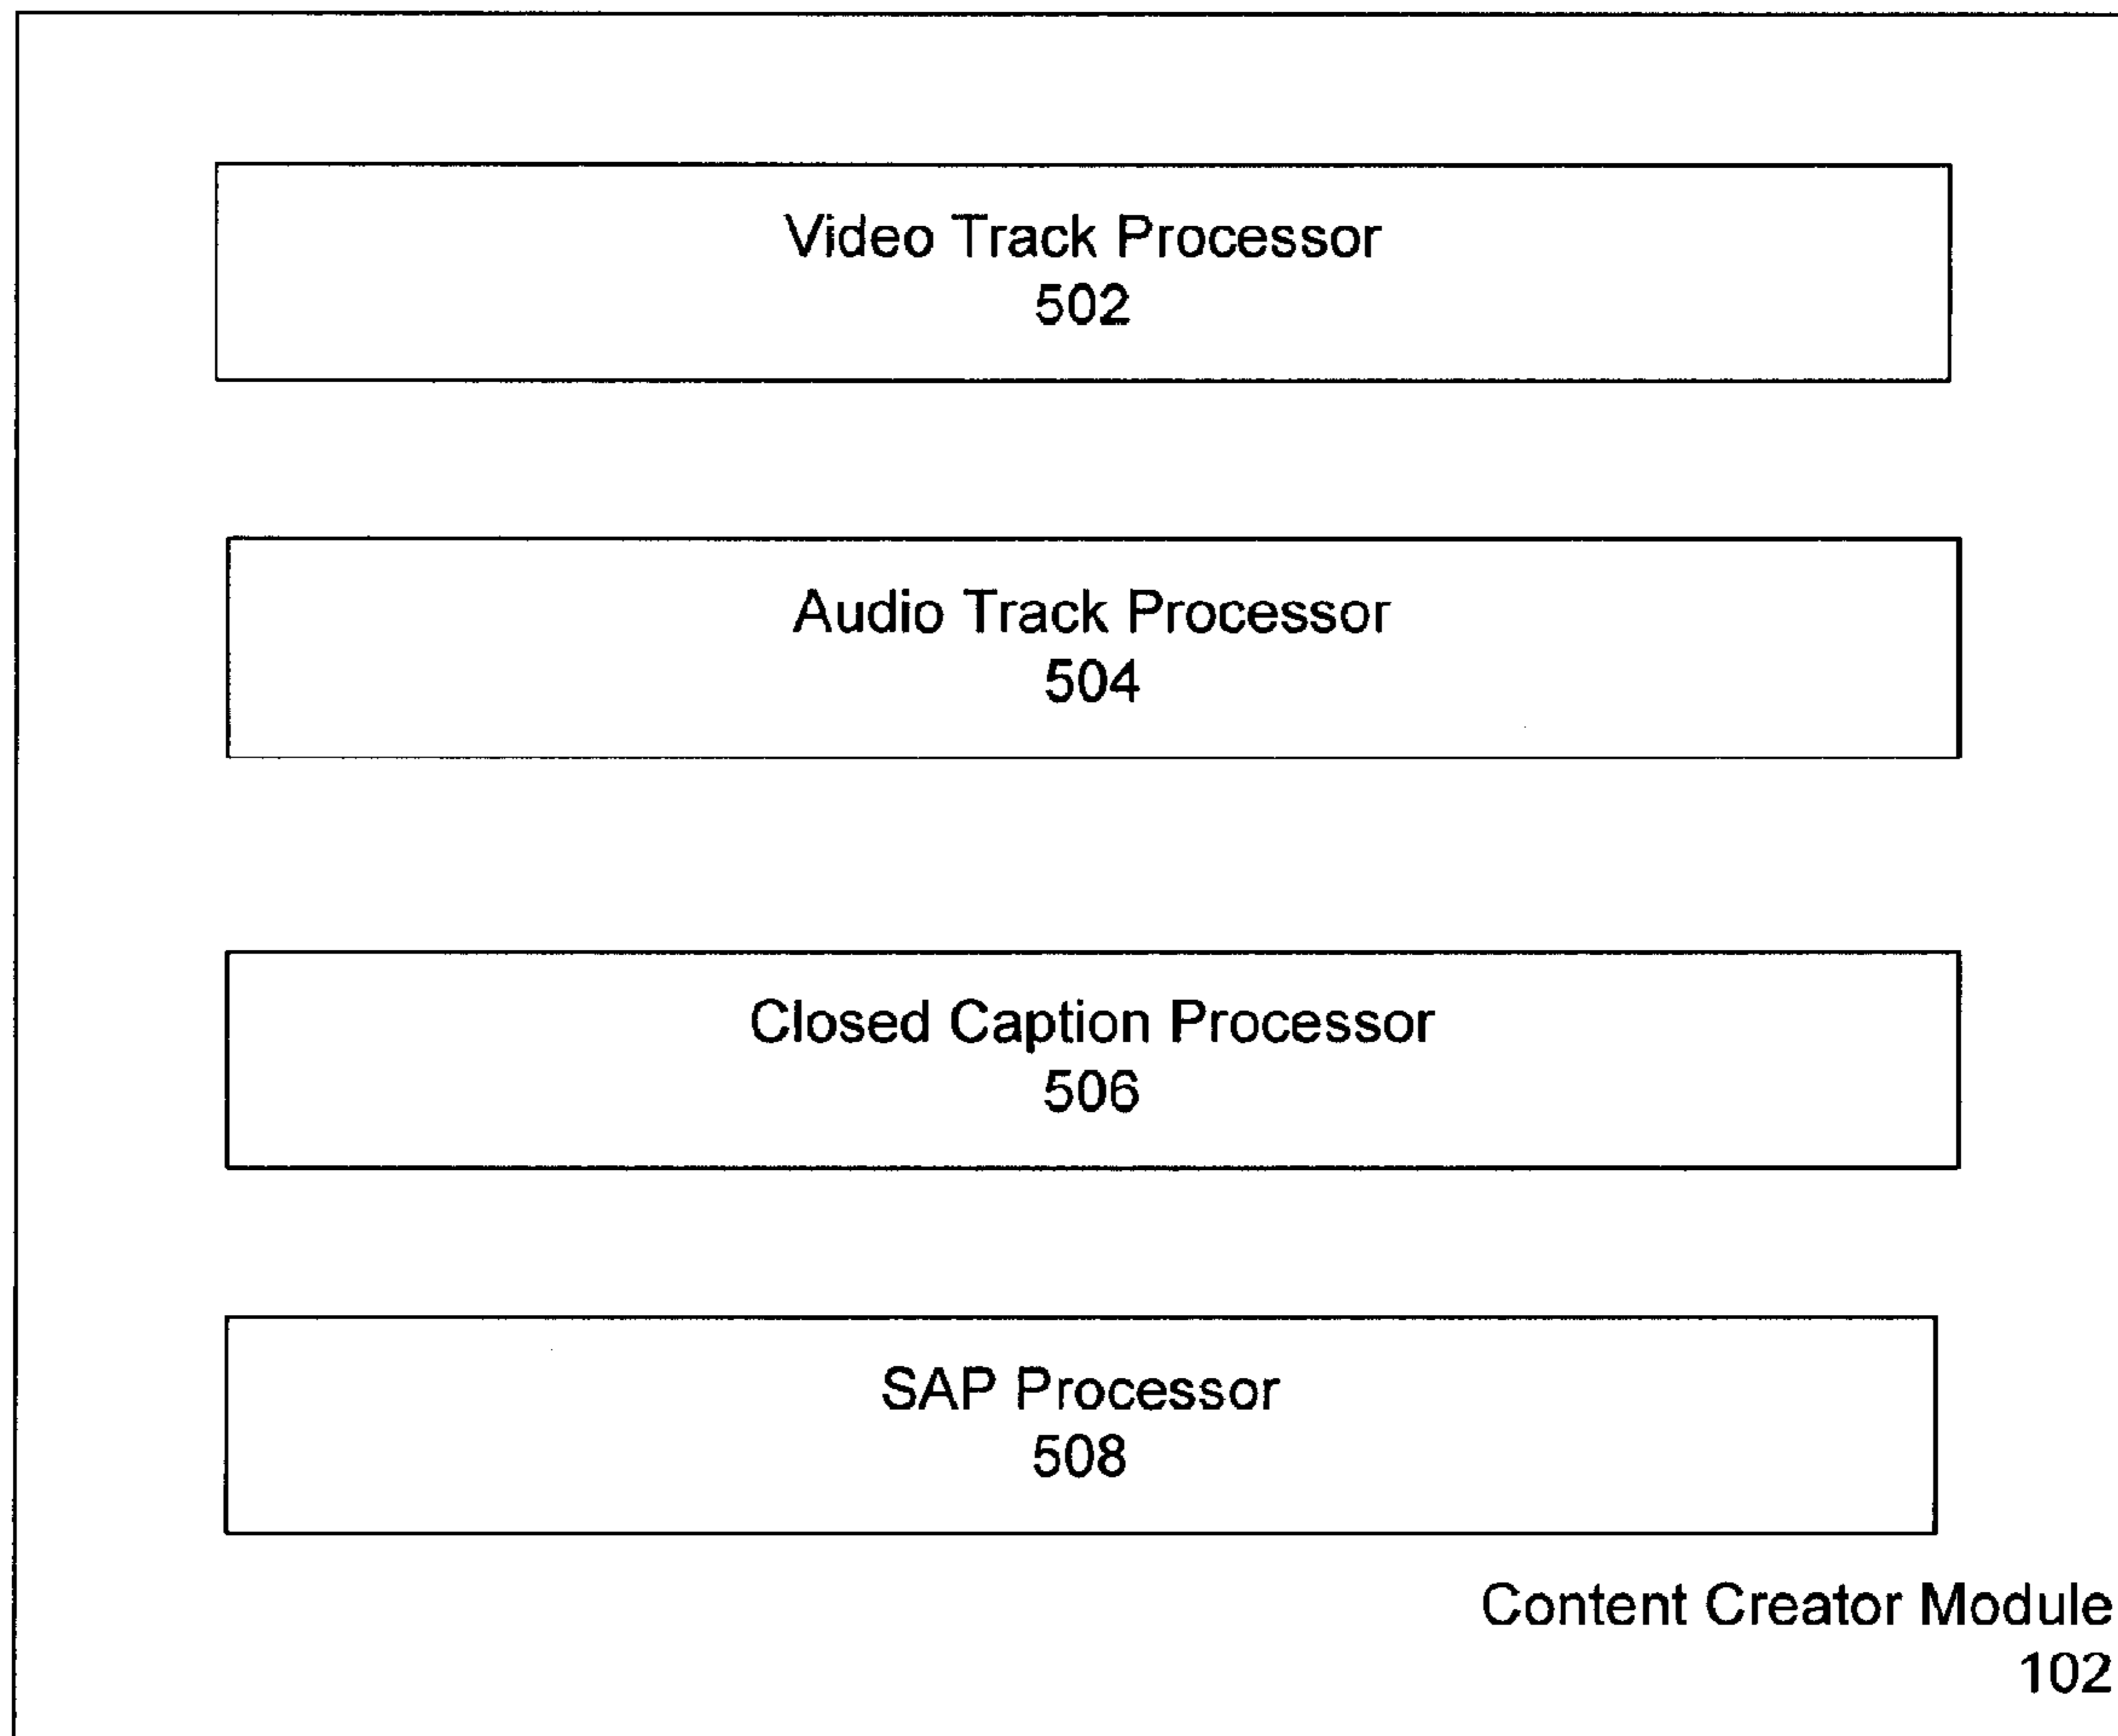 Video Track Processor
502
Audio Track Processor
504
Closed Caption Processor
506
SAP Processor
508
Content Creator Module
102